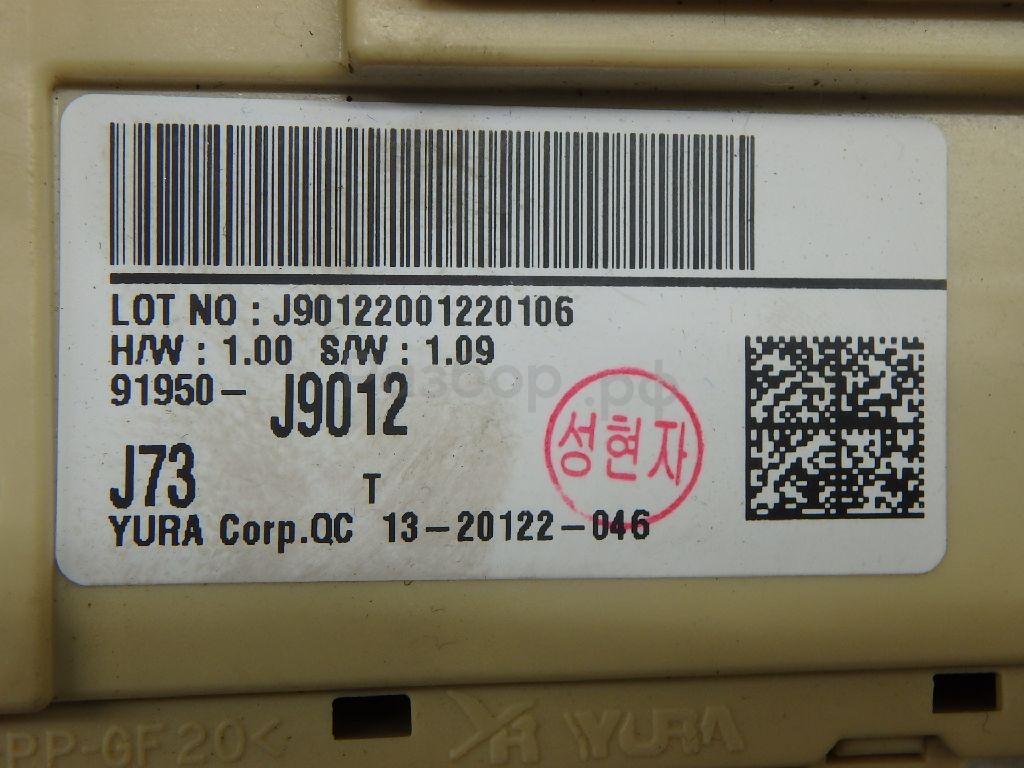 LOT NO : J90122001220106
H/W : 1.00 S/W : 1.09
91950- J9012
성현자
J73 T
YURA Corp.QC 13-20122-046
PP-GF20< YURA